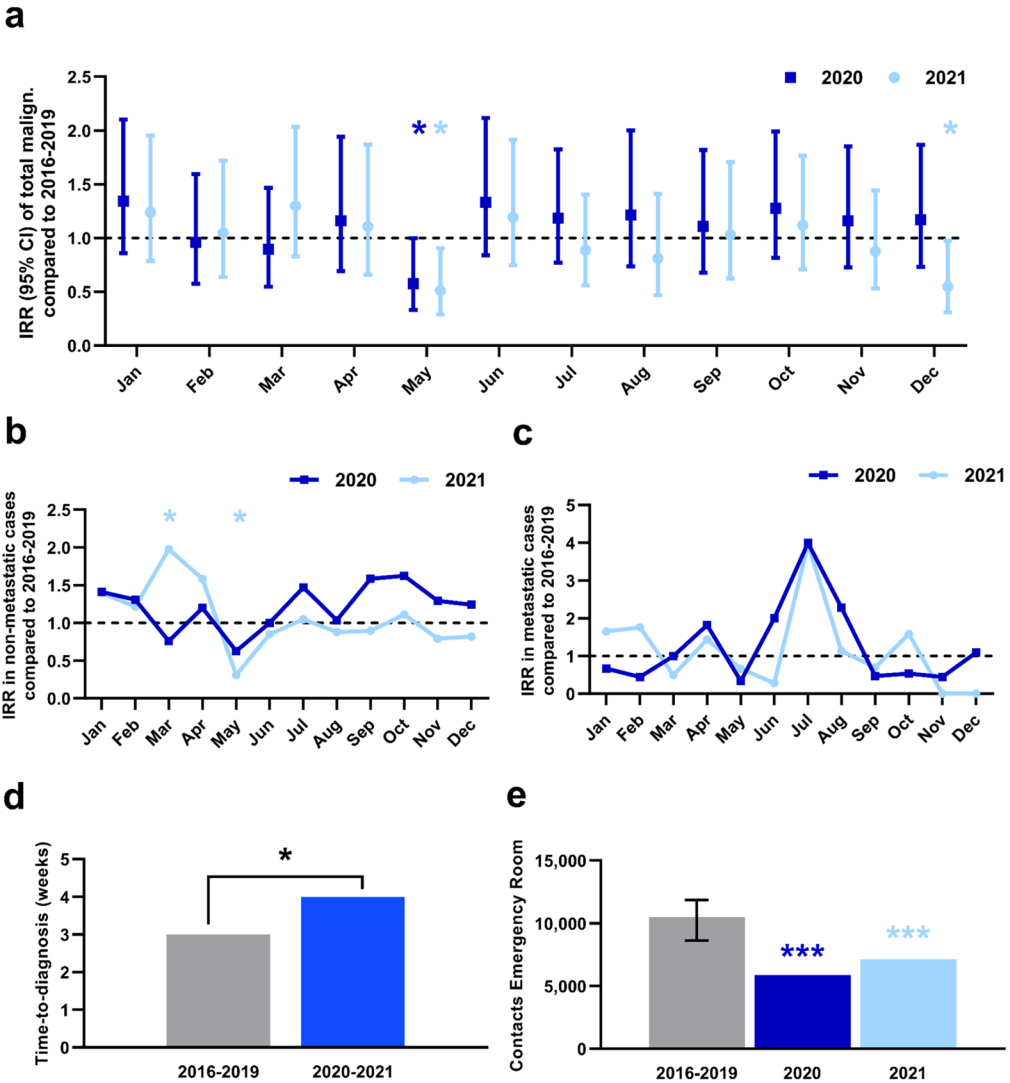 a
IRR (95% CI) of total malign.
compared to 2016-2019
2020 2021
2.5
2.0
1.5
1.0
0.5
0.0
* * *
Jan Feb Mar Apr May Jun Jul Aug Sep Oct Nov Dec
b
IRR in non-metastatic cases
compared to 2016-2019
2020 2021
2.5
2.0
1.5
1.0
0.5
0.0
* *
Jan Feb Mar Apr May Jun Jul Aug Sep Oct Nov Dec
c
IRR in metastatic cases
compared to 2016-2019
2020 2021
5
4
3
2
1
0
Jan Feb Mar Apr May Jun Jul Aug Sep Oct Nov Dec
d
Time-to-diagnosis (weeks)
5
4
3
2
1
0
*
2016-2019 2020-2021
e
Contacts Emergency Room
15,000
10,000
5,000
0
*** ***
2016-2019 2020 2021